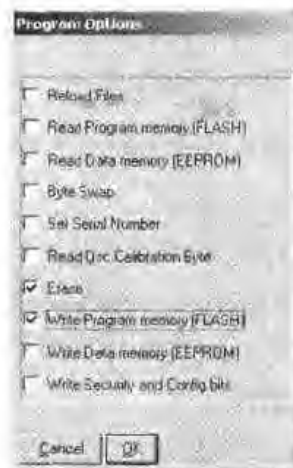 Program Options
Reload Files
Read Program memory (FLASH)
Read Data memory (EEPROM)
Byte Swap
Set Serial Number
Read Osc. Calibration Byte
Erase
Write Program memory (FLASH)
Write Data memory (EEPROM)
Write Security and Config bits
Cancel OK